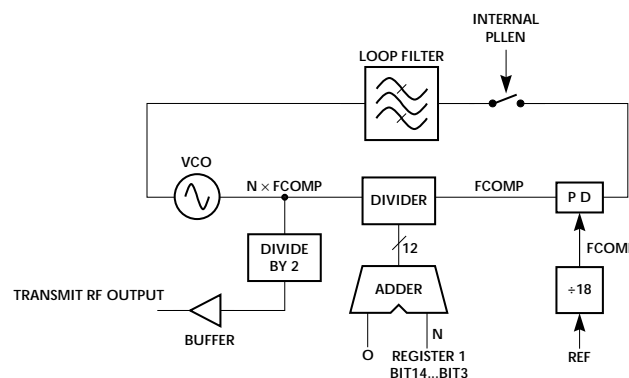 INTERNAL
PLLEN
LOOP FILTER
VCO
N × FCOMP
DIVIDER
FCOMP
P D
DIVIDE
BY 2
12
FCOM
ADDER
÷18
TRANSMIT RF OUTPUT
BUFFER
O
N
REGISTER 1
BIT14...BIT3
REF